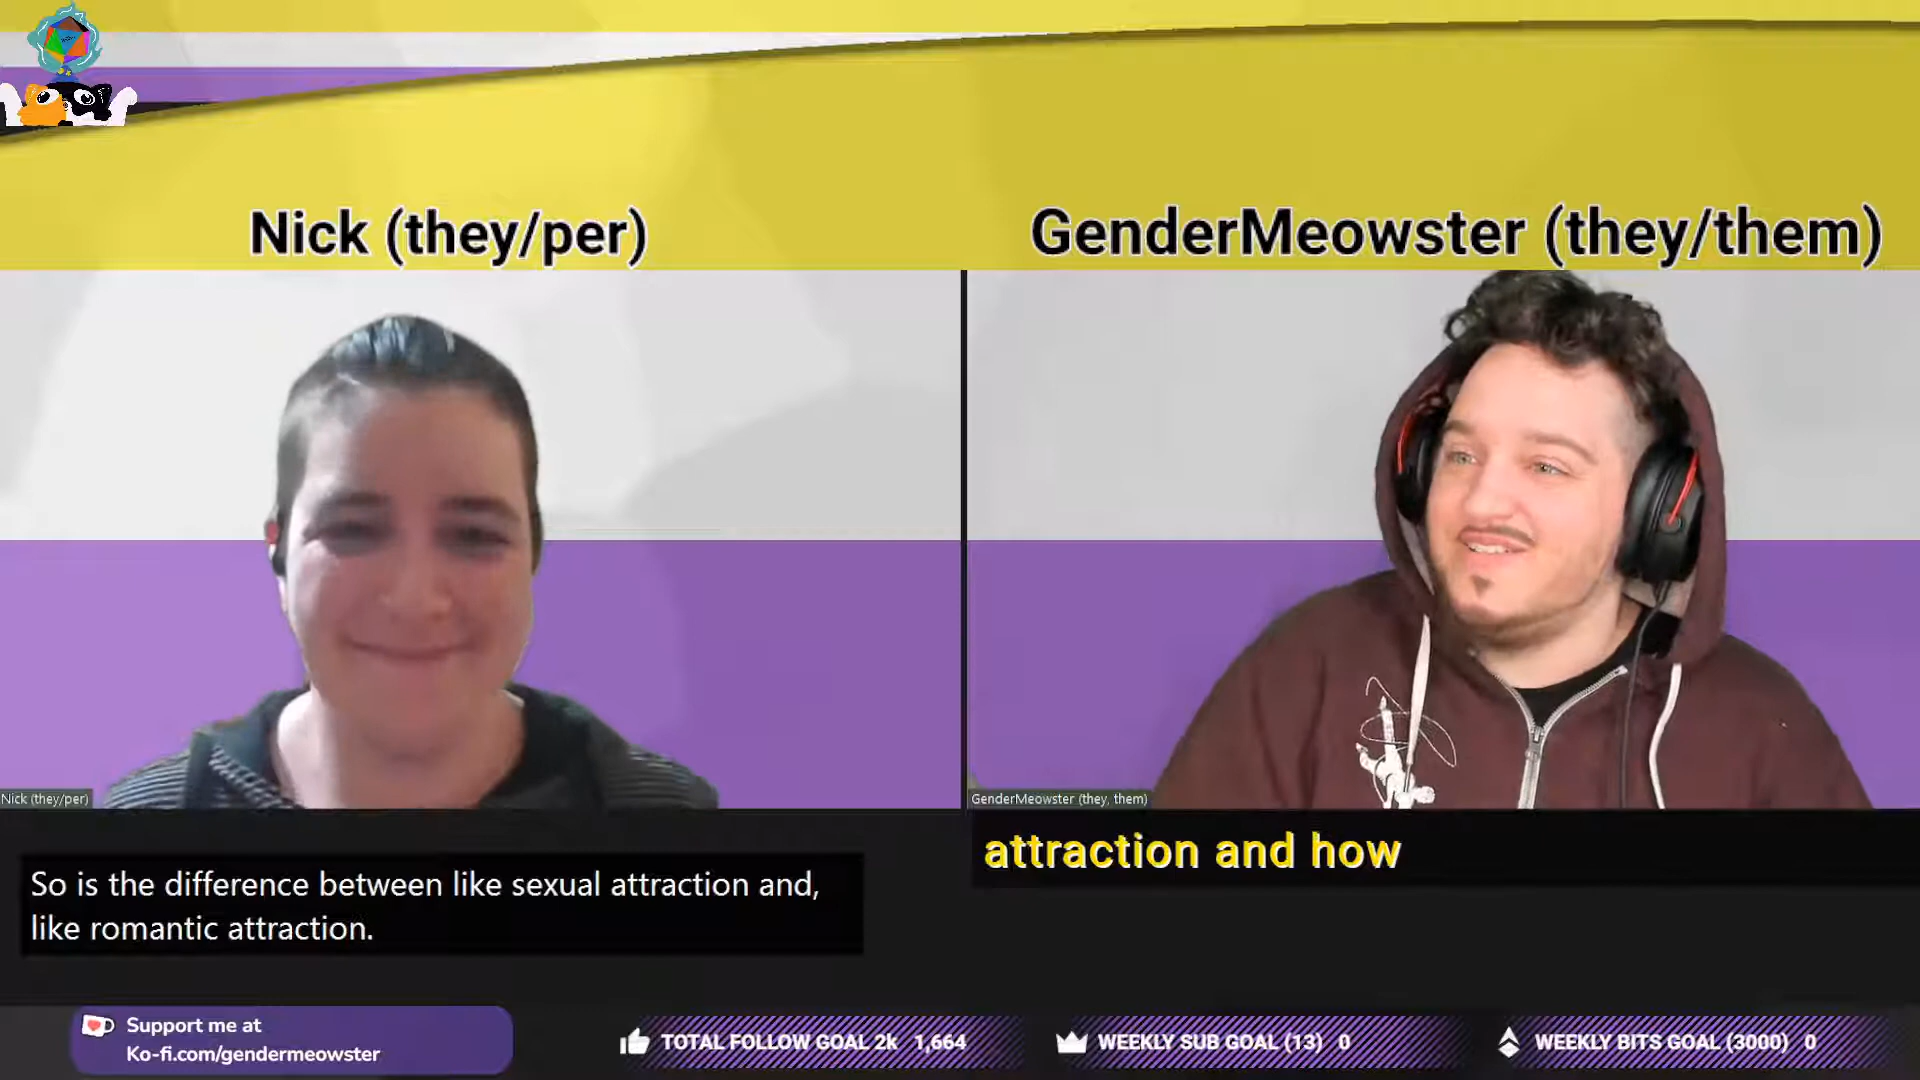 Nick (they/per)
GenderMeowster (they/them)
Nick (they/per)
GenderMeowster (they, them)
So is the difference between like sexual attraction and,
like romantic attraction.
attraction and how
Support me at
Ko-fi.com/gendermeowster
TOTAL FOLLOW GOAL 2k 1,664
WEEKLY SUB GOAL (13) 0
WEEKLY BITS GOAL (3000) 0